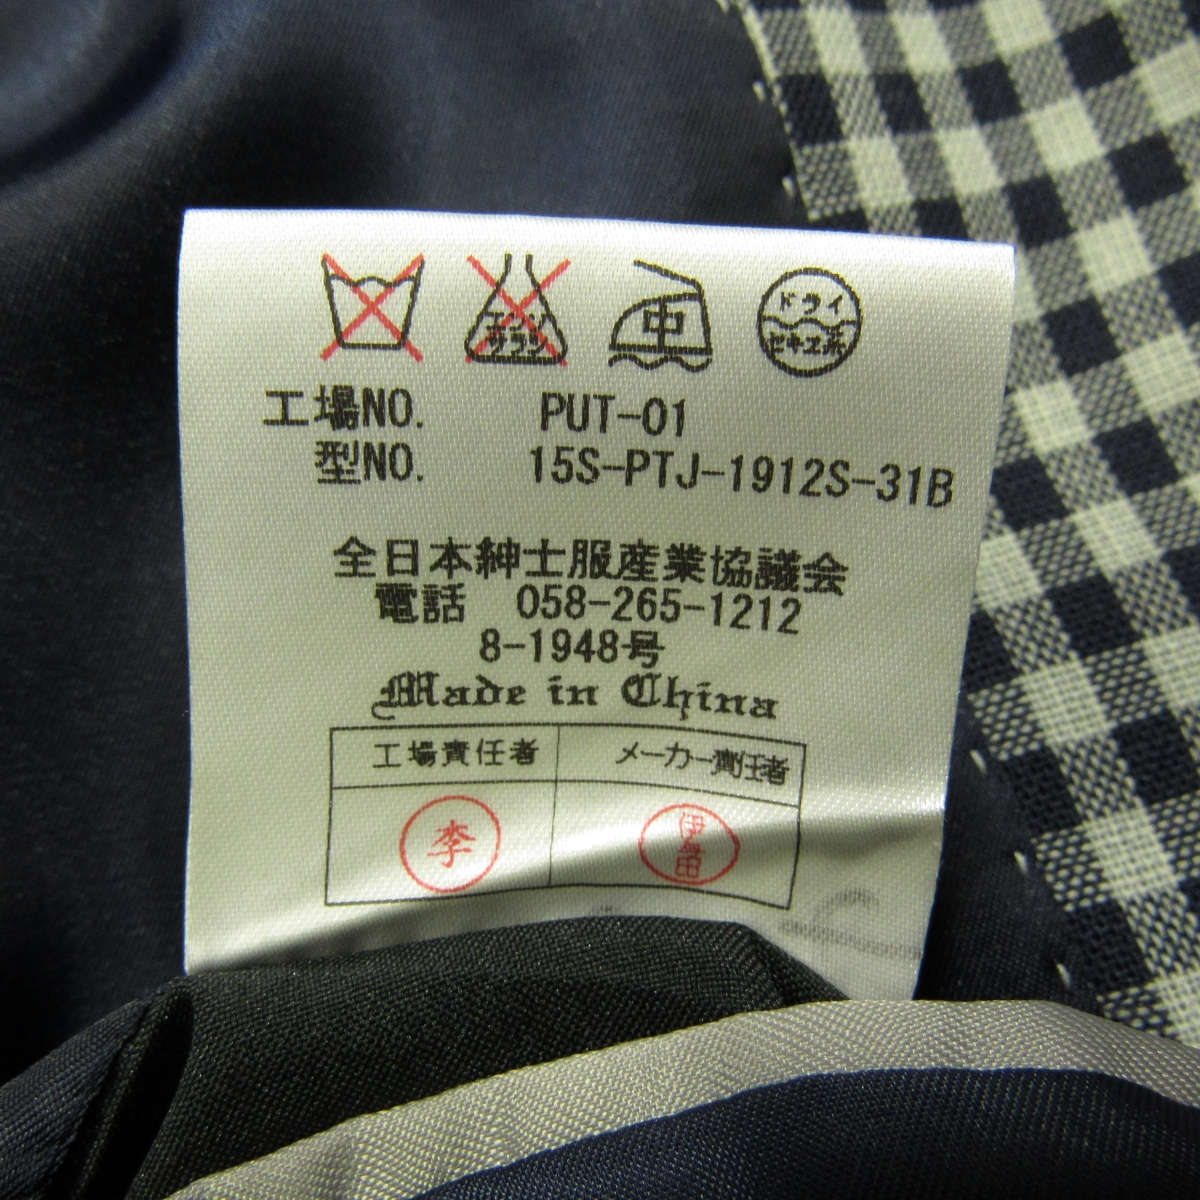 エンソ
サラシ
中
ドライ
セキユ系
工場NO. PUT-01
型NO. 15S-PTJ-1912S-31B
全日本紳士服産業協議会
電話 058-265-1212
8-1948号
Made in China
工場責任者 メーカー責任者
李 伊与田